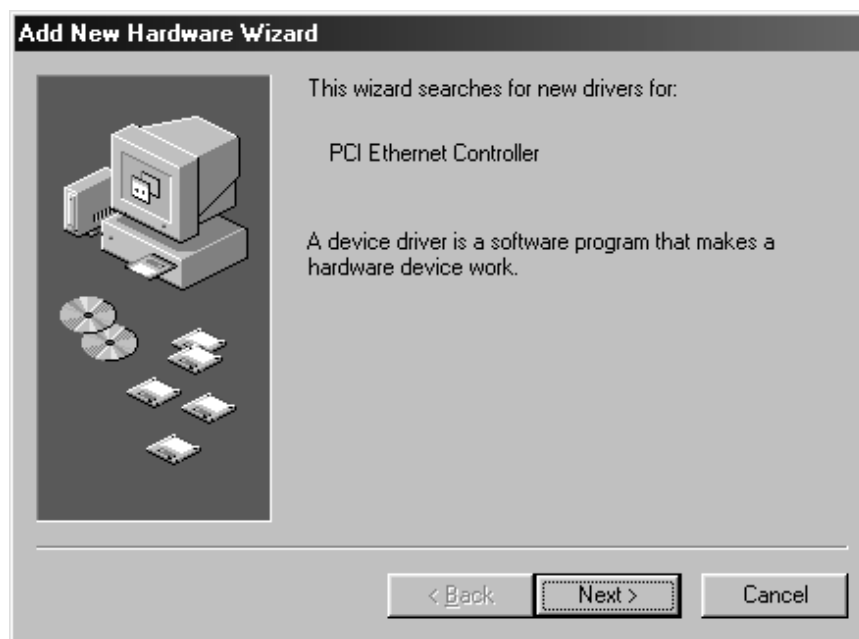 Add New Hardware Wizard
This wizard searches for new drivers for:
PCI Ethernet Controller
A device driver is a software program that makes a
hardware device work.
< Back
Next >
Cancel